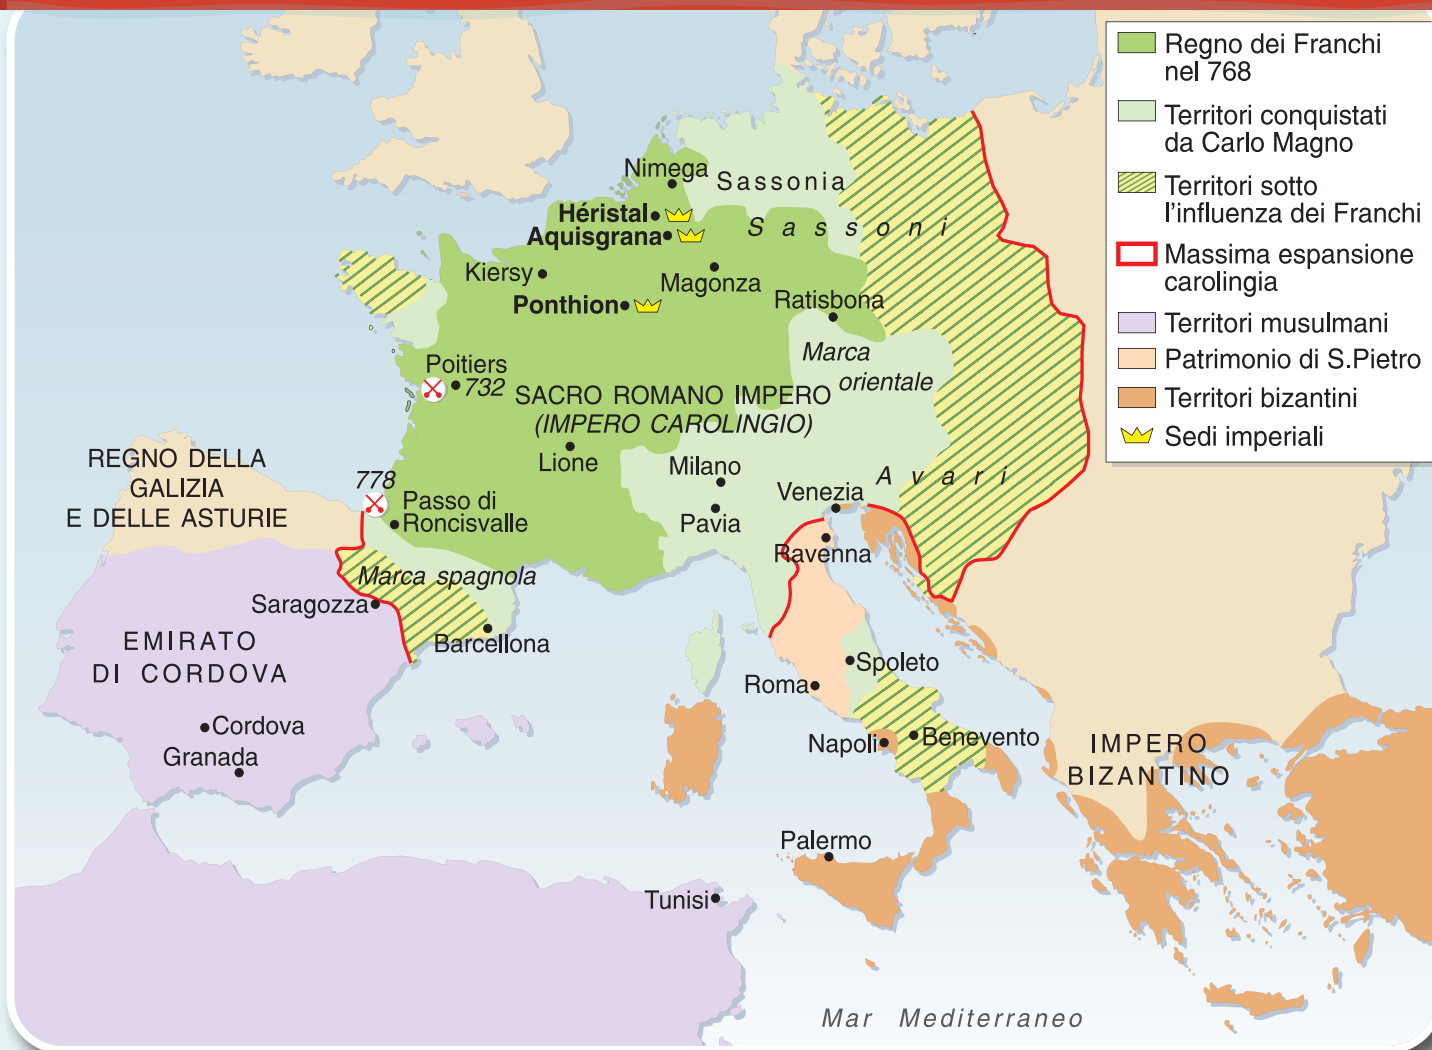 Regno dei Franchi
nel 768
Territori conquistati
da Carlo Magno
Territori sotto
l'influenza dei Franchi
Massima espansione
carolingia
Territori musulmani
Patrimonio di S.Pietro
Territori bizantini
Sedi imperiali
Nimega
Sassonia
Héristal
Sassoni
Aquisgrana
Kiersy
Magonza
Ponthion
Ratisbona
Marca
orientale
Poitiers
732
SACRO ROMANO IMPERO
(IMPERO CAROLINGIO)
Lione
Milano
Avari
Venezia
Pavia
Ravenna
REGNO DELLA
GALIZIA
E DELLE ASTURIE
778
Passo di
Roncisvalle
Marca spagnola
Saragozza
Barcellona
EMIRATO
DI CORDOVA
Cordova
Granada
Spoleto
Roma
Napoli
Benevento
IMPERO
BIZANTINO
Palermo
Tunisi
Mar Mediterraneo